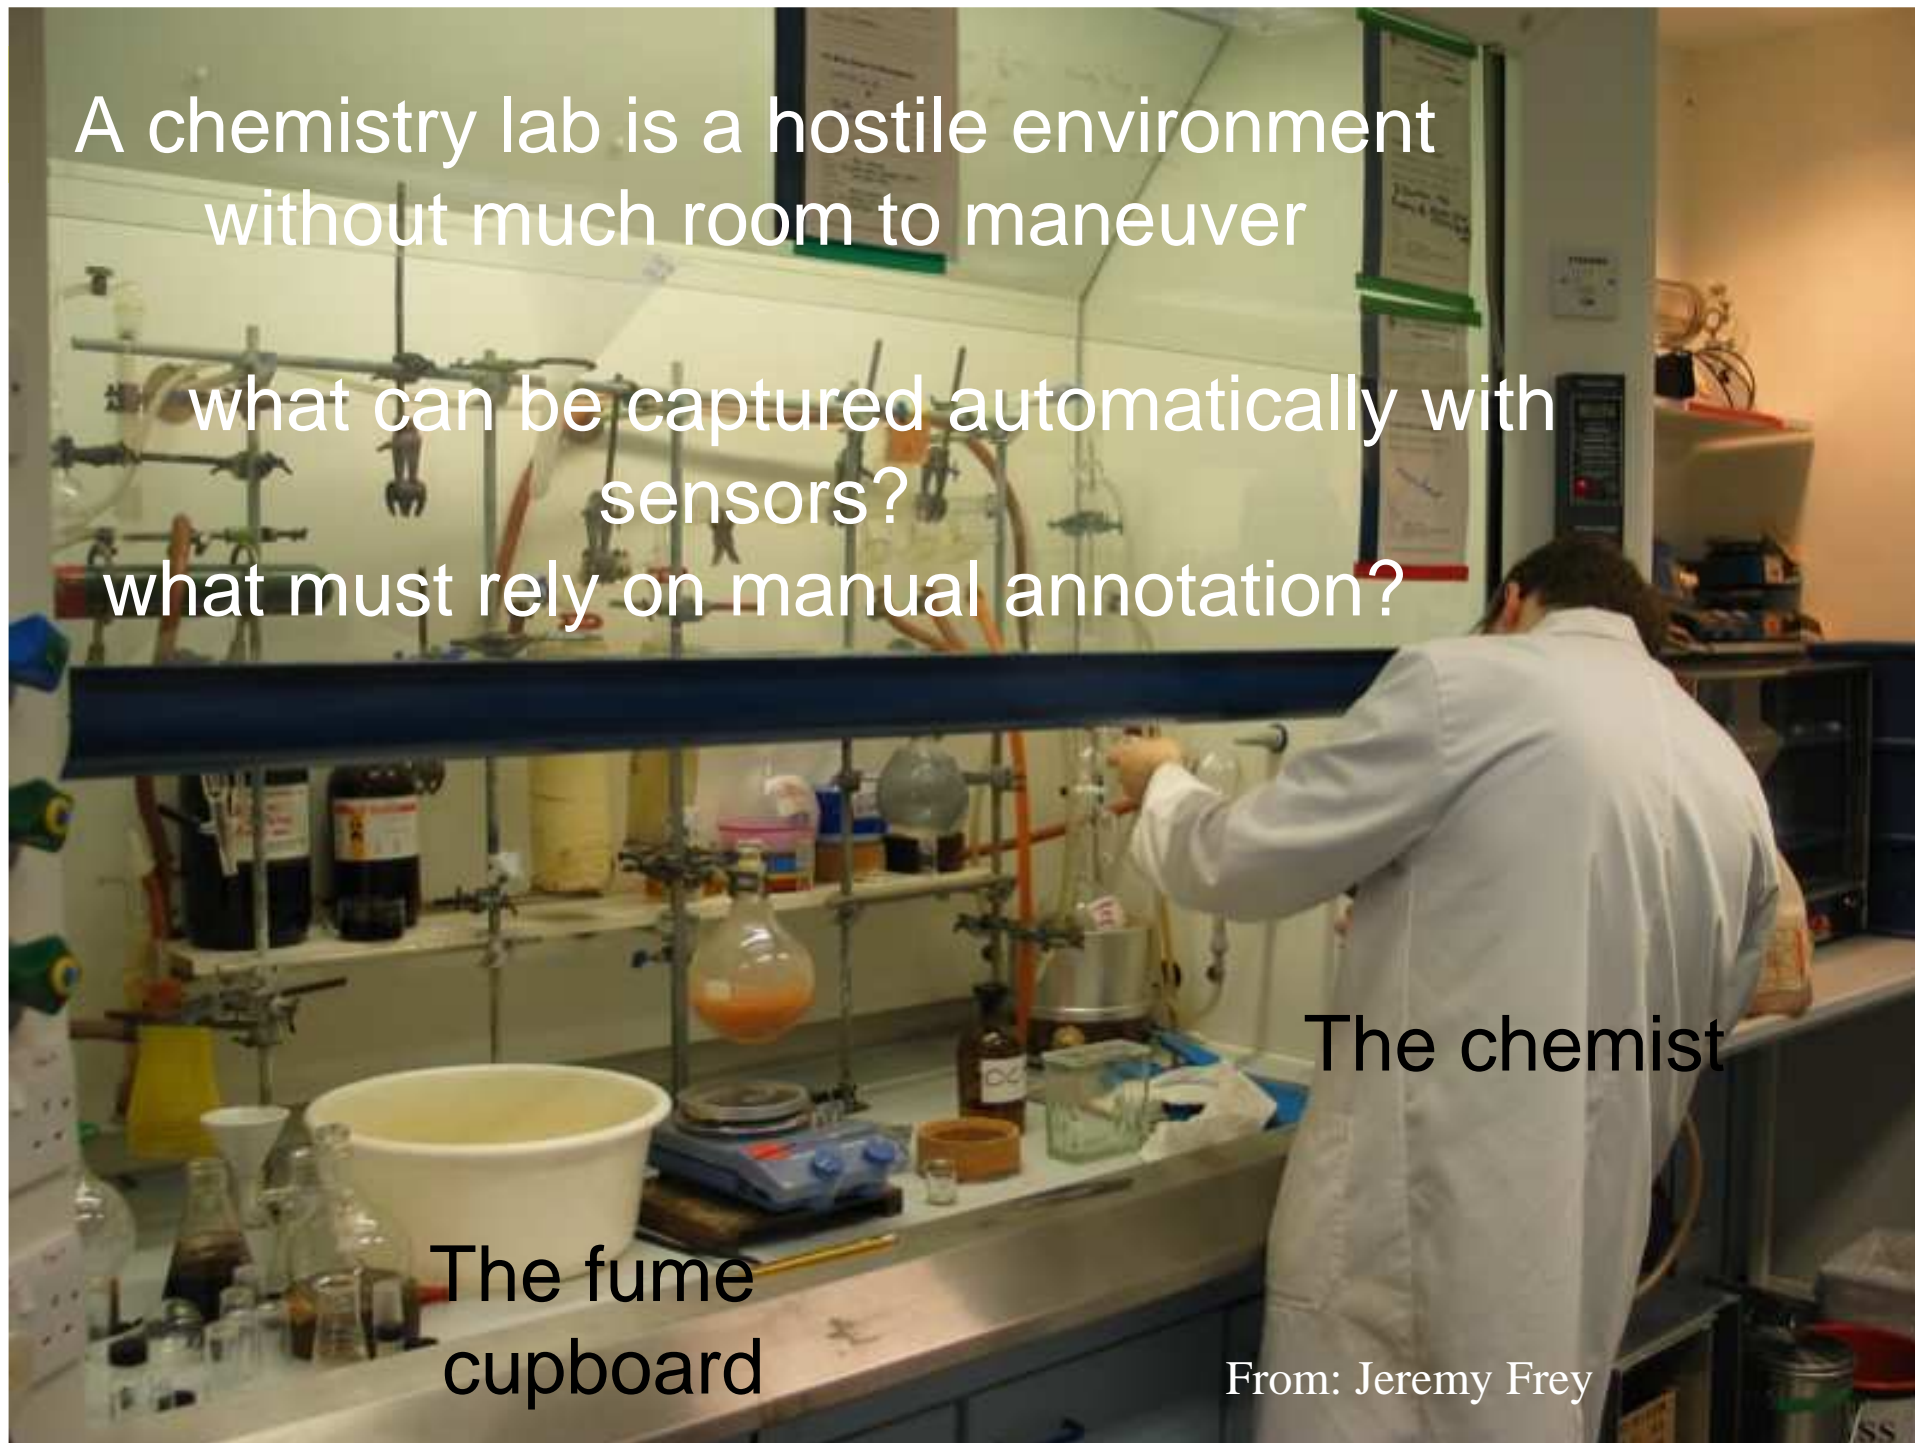 A chemistry lab is a hostile environment
without much room to maneuver
what can be captured automatically with
sensors?
what must rely on manual annotation?
The chemist
The fume
cupboard
From: Jeremy Frey
SS